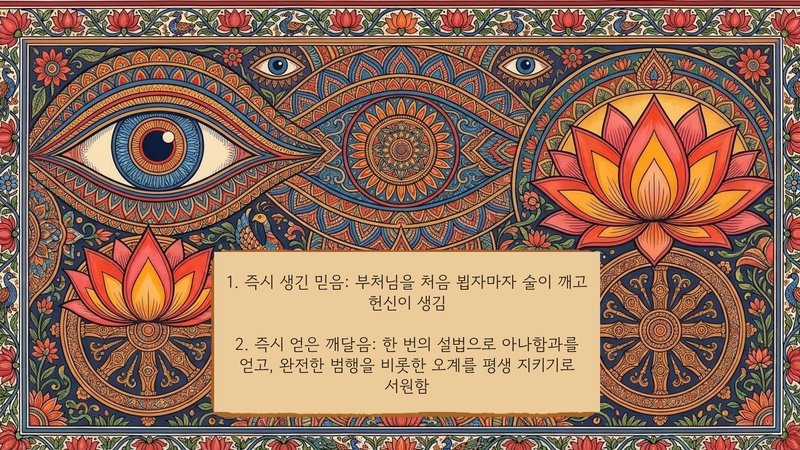 1. 즉시 생긴 믿음: 부처님을 처음 뵙자마자 술이 깨고
헌신이 생김
2. 즉시 얻은 깨달음: 한 번의 설법으로 아나함과를
얻고, 완전한 범행을 비롯한 오계를 평생 지키기로
서원함